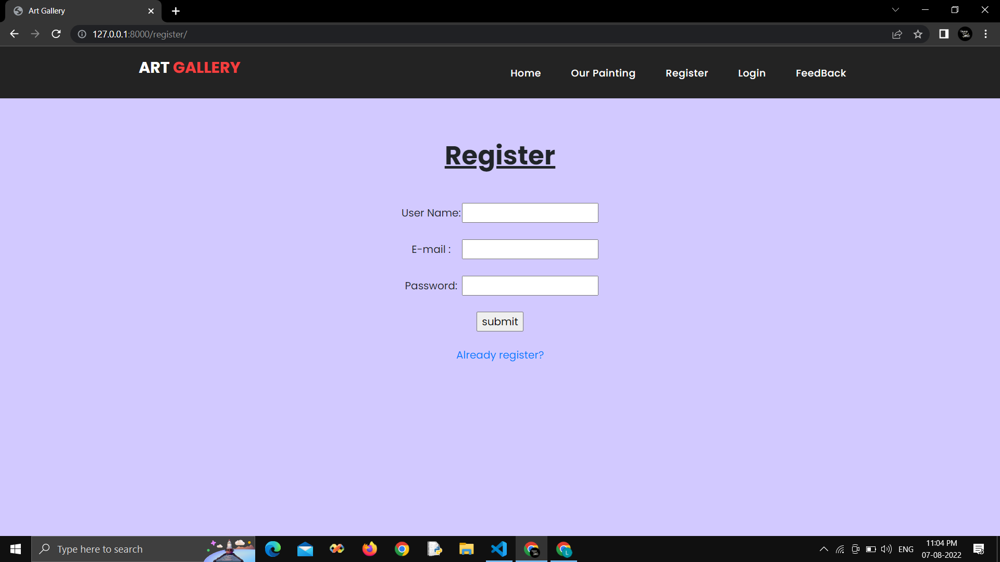 Art Gallery
127.0.0.1:8000/register/
ART GALLERY
Home Our Painting Register Login FeedBack
Register
User Name:
E-mail :
Password:
submit
Already register?
Type here to search
L
ENG
11:04 PM
07-08-2022